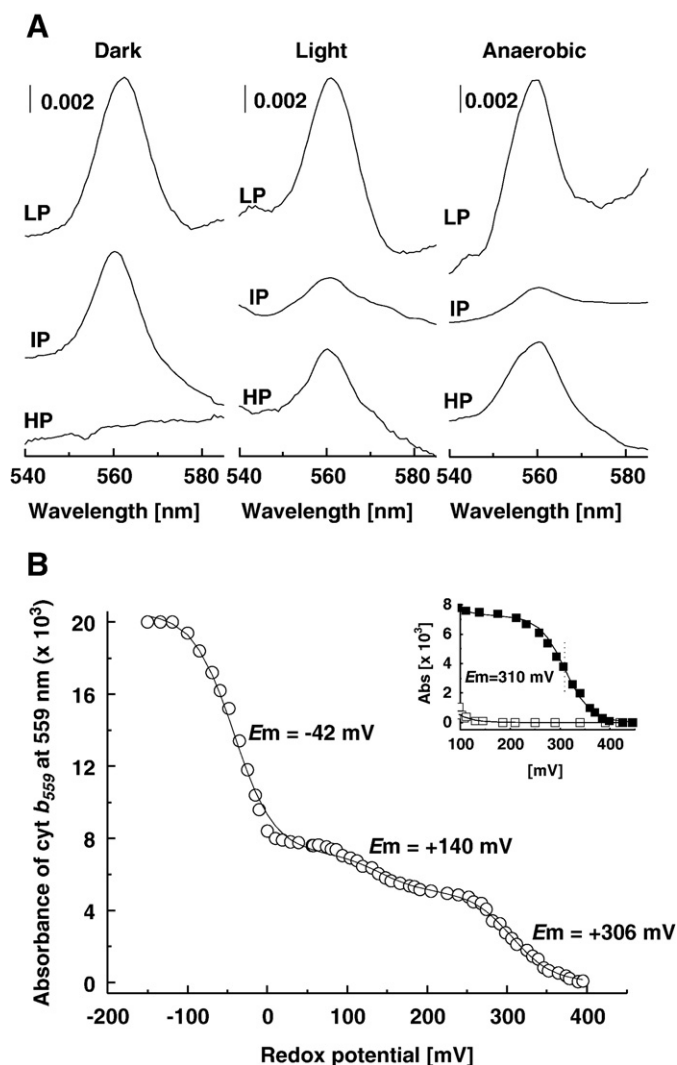 A
Dark
Light
Anaerobic
0.002
0.002
0.002
LP
LP
LP
IP
IP
IP
HP
HP
HP
540 560 580
540 560 580
540 560 580
Wavelength [nm]
Wavelength [nm]
Wavelength [nm]
B
Absorbance of cyt b559 at 559 nm (x 10³)
20
16
12
8
4
0
-200 -100 0 100 200 300 400
Redox potential [mV]
Em = -42 mV
Em = +140 mV
Em = +306 mV
Abs [x 10³]
8
6
4
2
0
Em=310 mV
100 200 300 400
[mV]